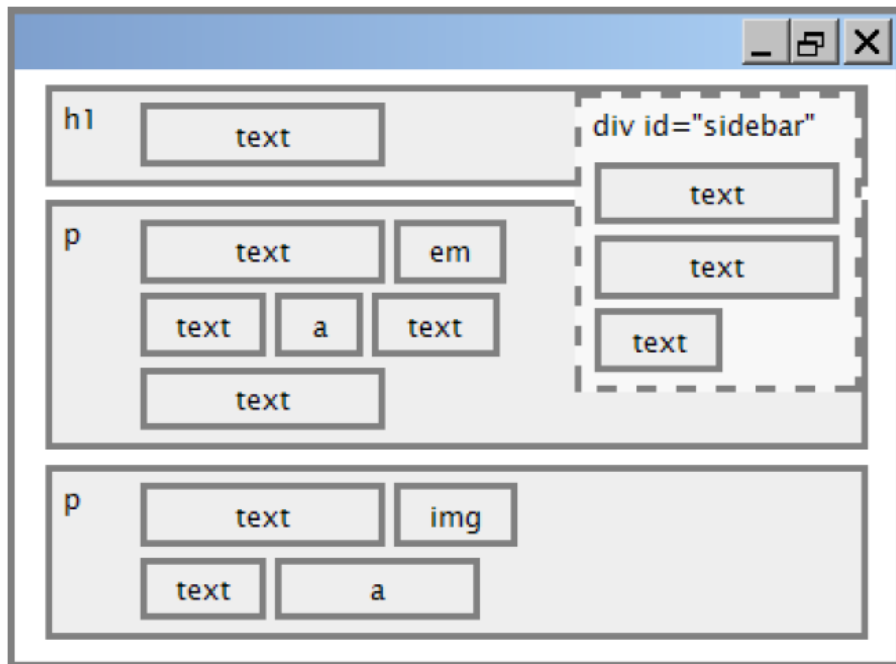 h1
text
div id="sidebar"
text
text
text
p
text em
text a text
text
p
text img
text a